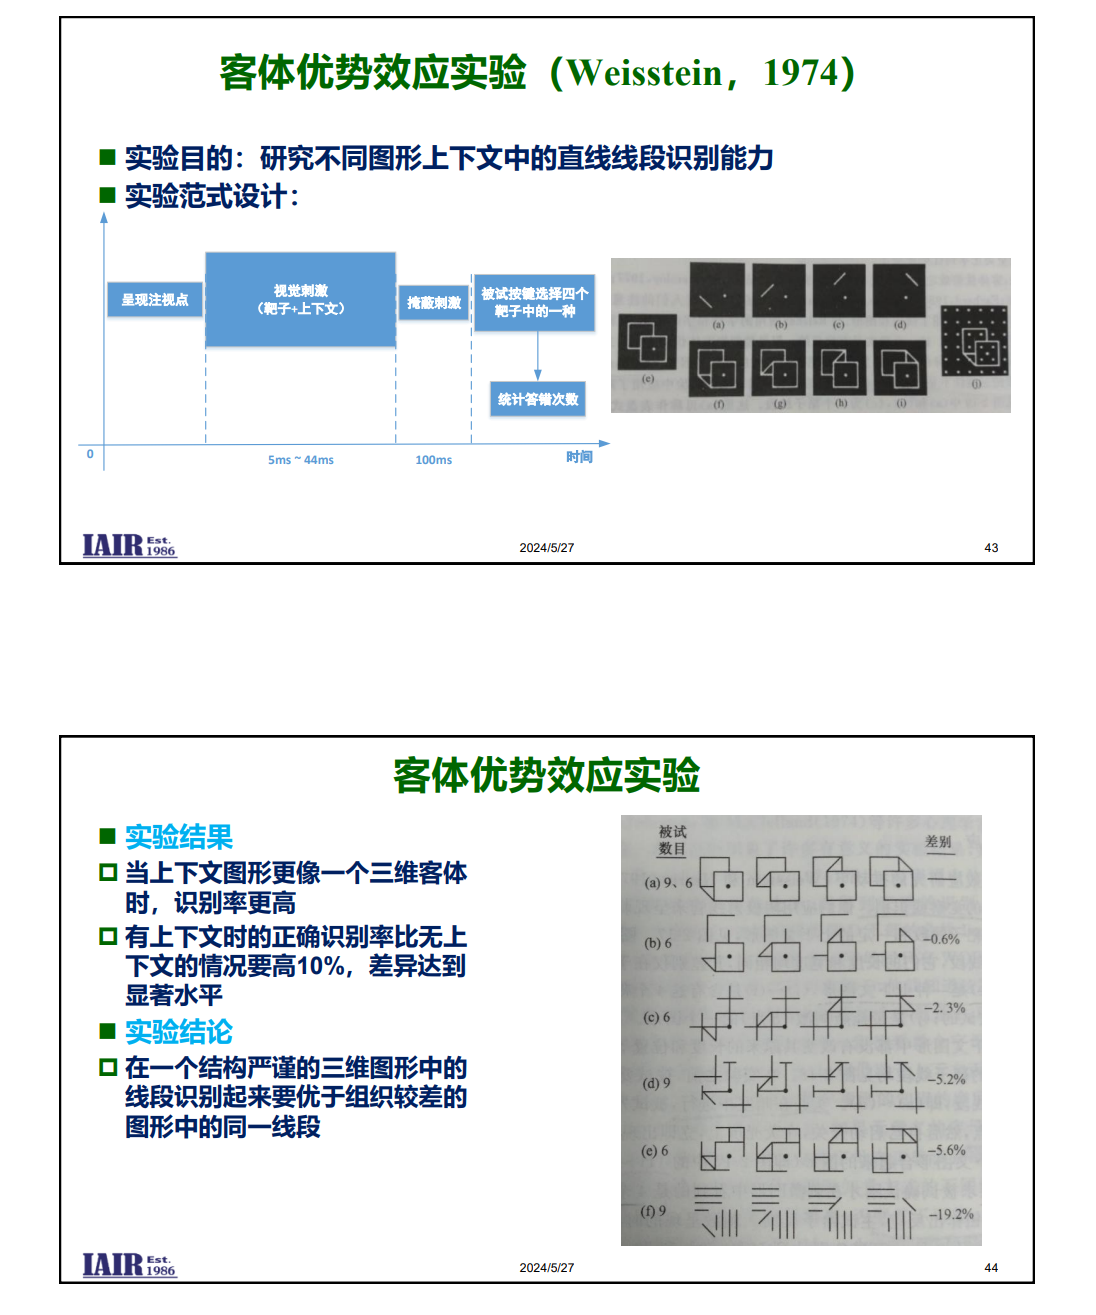 客体优势效应实验（Weisstein，1974）
实验目的：研究不同图形上下文中的直线线段识别能力
实验范式设计：
呈现注视点
视觉刺激
（靶子+上下文）
掩蔽刺激
被试按键选择四个
靶子中的一种
统计答错次数
0
5ms ~ 44ms
100ms
时间
(a)
(b)
(c)
(d)
(e)
(f)
(g)
(h)
(i)
(j)
IAIR Est. 1986
2024/5/27
43
客体优势效应实验
实验结果
当上下文图形更像一个三维客体
时，识别率更高
有上下文时的正确识别率比无上
下文的情况要高10%，差异达到
显著水平
实验结论
在一个结构严谨的三维图形中的
线段识别起来要优于组织较差的
图形中的同一线段
被试
数目
差别
(a) 9、6
(b) 6
−0.6%
(c) 6
−2.3%
(d) 9
−5.2%
(e) 6
−5.6%
(f) 9
−19.2%
IAIR Est. 1986
2024/5/27
44